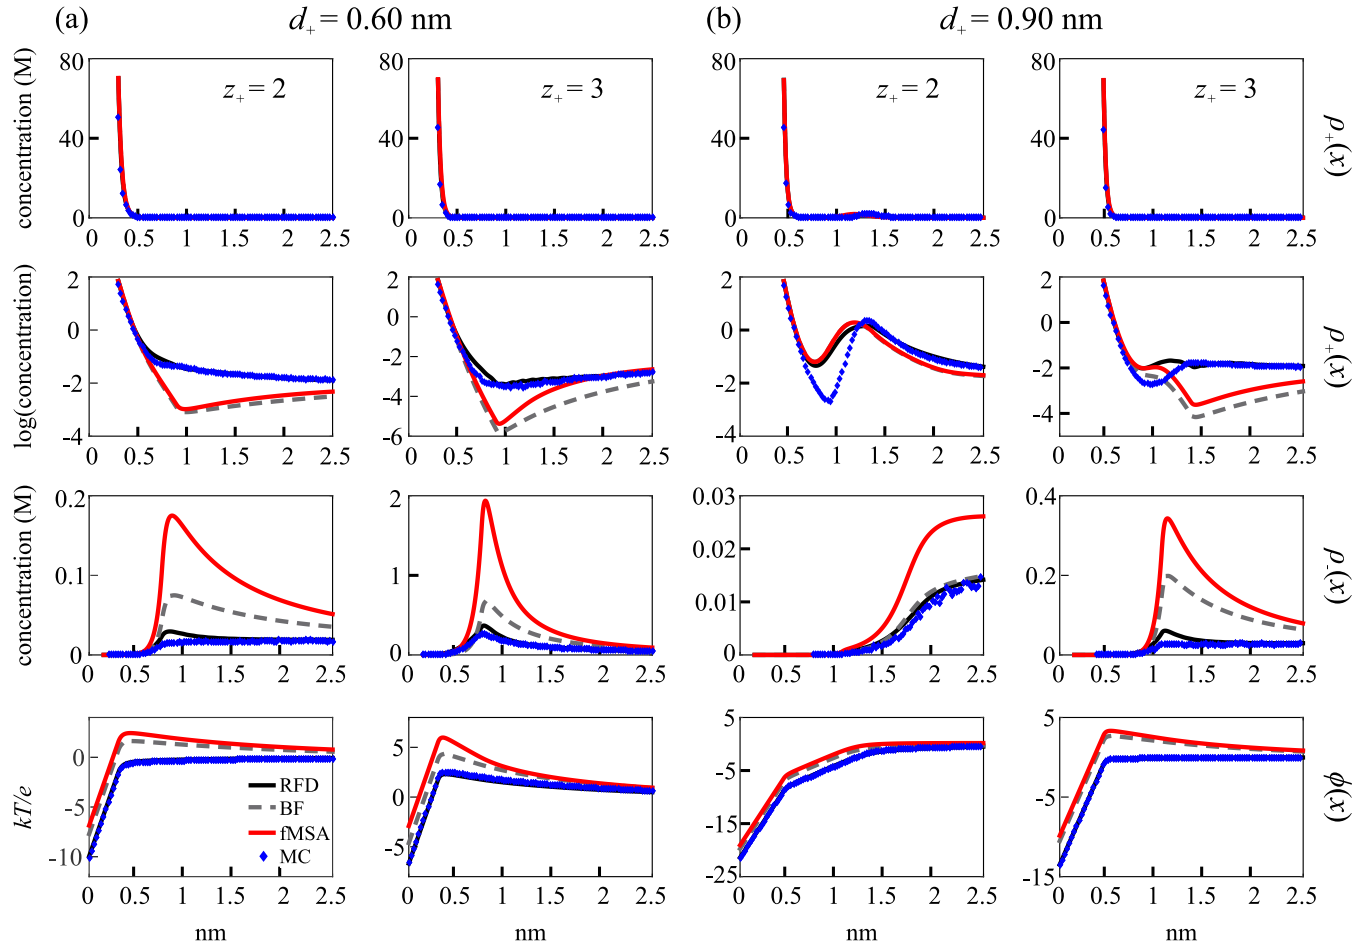 (a) d₊ = 0.60 nm (b) d₊ = 0.90 nm
concentration (M) 80 40 0 z₊ = 2 0 0.5 1 1.5 2 2.5
80 40 0 z₊ = 3 0 0.5 1 1.5 2 2.5
80 40 0 z₊ = 2 0 0.5 1 1.5 2 2.5
80 40 0 z₊ = 3 0 0.5 1 1.5 2 2.5 ρ₊(x)
log(concentration) 2 0 -2 -4 0 0.5 1 1.5 2 2.5
2 0 -2 -4 -6 0 0.5 1 1.5 2 2.5
2 0 -2 -4 0 0.5 1 1.5 2 2.5
2 0 -2 -4 0 0.5 1 1.5 2 2.5 ρ₊(x)
concentration (M) 0.2 0.1 0 0 0.5 1 1.5 2 2.5
2 1 0 0 0.5 1 1.5 2 2.5
0.03 0.02 0.01 0 0 0.5 1 1.5 2 2.5
0.4 0.2 0 0 0.5 1 1.5 2 2.5 ρ₋(x)
kT/e 0 -5 -10 0 0.5 1 1.5 2 2.5
RFD
BF
fMSA
MC
5 0 -5 0 0.5 1 1.5 2 2.5
5 -5 -15 -25 0 0.5 1 1.5 2 2.5
5 -5 -15 0 0.5 1 1.5 2 2.5 ϕ(x)
nm nm nm nm